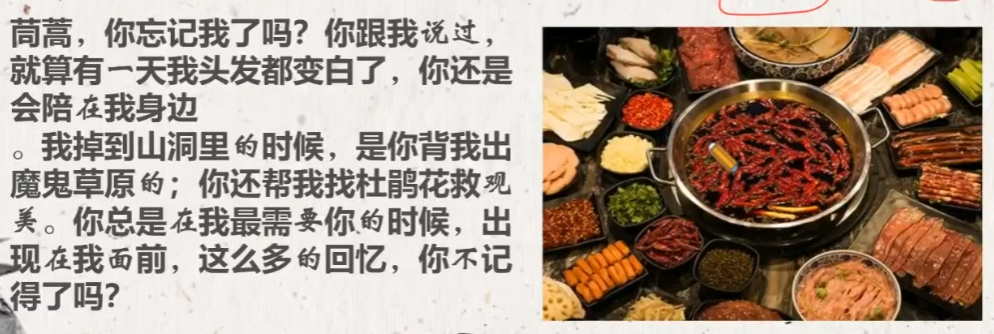 茼蒿，你忘记我了吗？你跟我说过，
就算有一天我头发都变白了，你还是
会陪在我身边
。我掉到山洞里的时候，是你背我出
魔鬼草原的；你还帮我找杜鹃花救观
美。你总是在我最需要你的时候，出
现在我面前，这么多的回忆，你不记
得了吗？